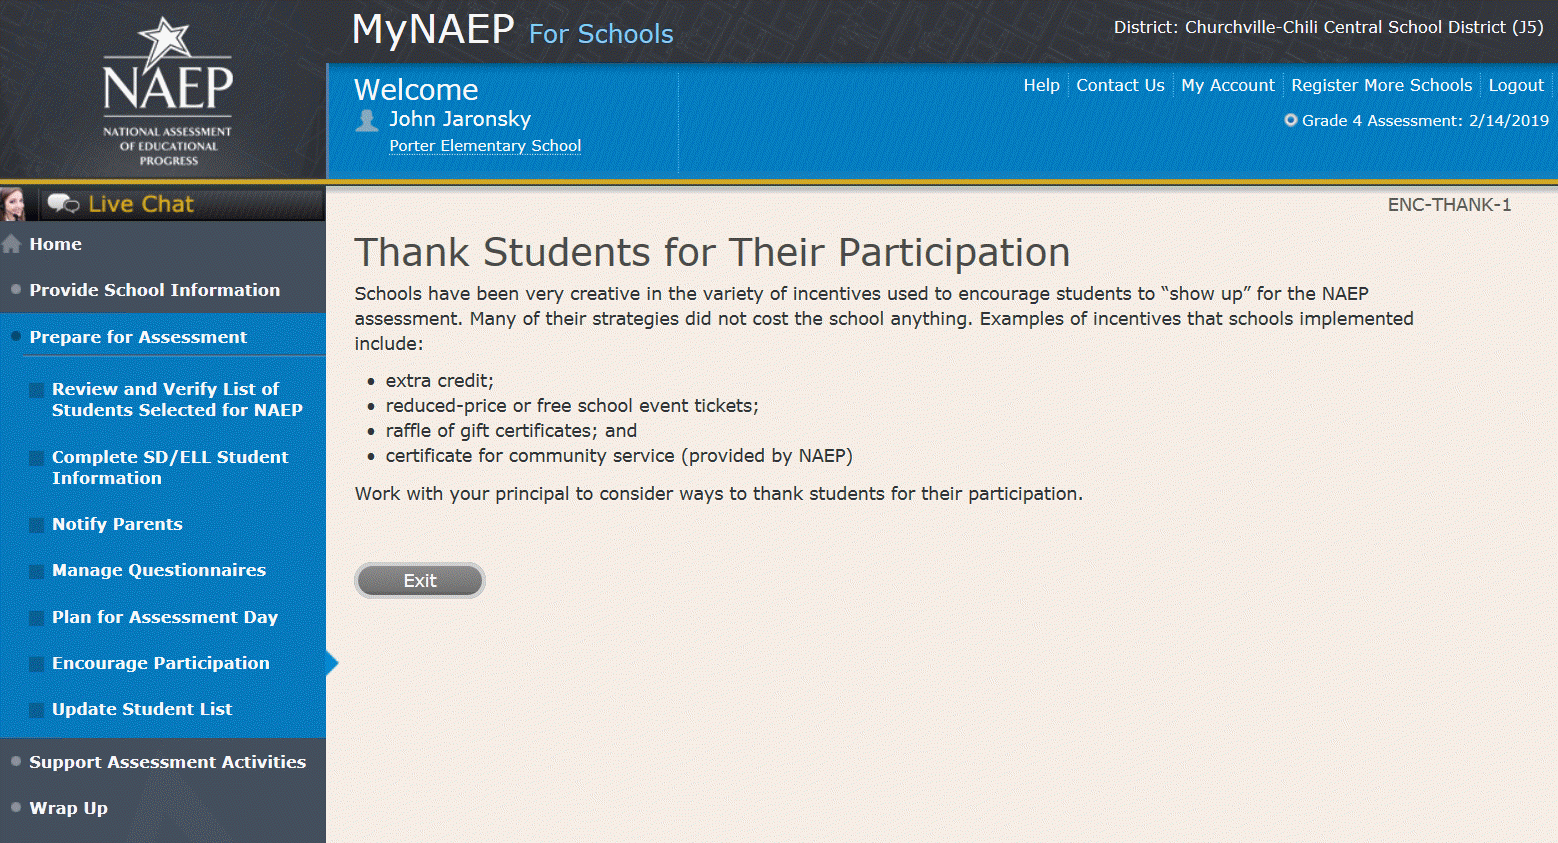 MyNAEP For Schools
District: Churchville-Chili Central School District (J5)
NAEP
NATIONAL ASSESSMENT
OF EDUCATIONAL
PROGRESS
Welcome
John Jaronsky
Porter Elementary School
Help
Contact Us
My Account
Register More Schools
Logout
Grade 4 Assessment: 2/14/2019
Live Chat
Home
Provide School Information
Prepare for Assessment
Review and Verify List of
Students Selected for NAEP
Complete SD/ELL Student
Information
Notify Parents
Manage Questionnaires
Plan for Assessment Day
Encourage Participation
Update Student List
Support Assessment Activities
Wrap Up
ENC-THANK-1
Thank Students for Their Participation
Schools have been very creative in the variety of incentives used to encourage students to “show up” for the NAEP
assessment. Many of their strategies did not cost the school anything. Examples of incentives that schools implemented
include:
• extra credit;
• reduced-price or free school event tickets;
• raffle of gift certificates; and
• certificate for community service (provided by NAEP)
Work with your principal to consider ways to thank students for their participation.
Exit